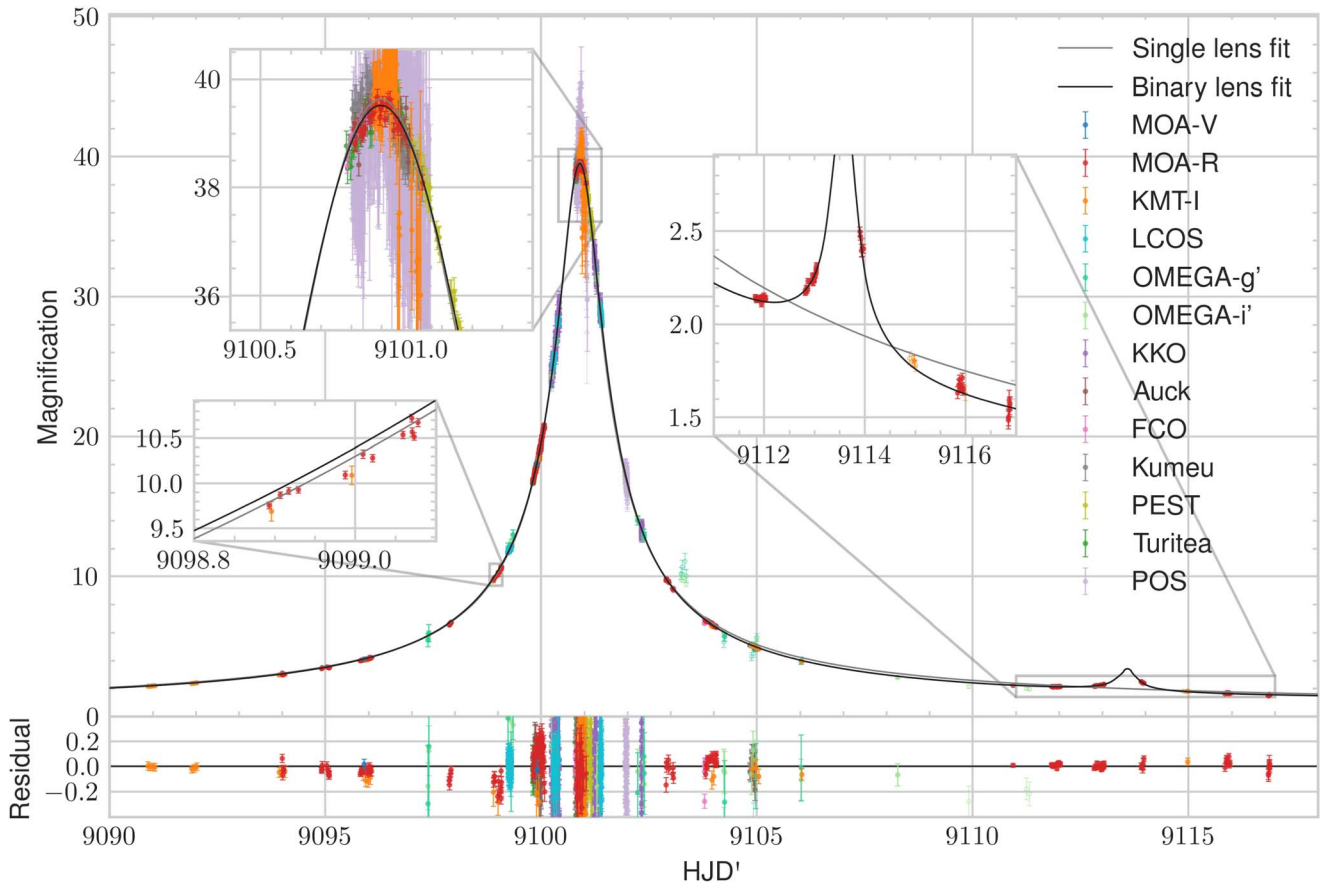 50
40
30
20
10
0
Magnification
40
38
36
9100.5 9101.0
10.5
10.0
9.5
9098.8 9099.0
2.5
2.0
1.5
9112 9114 9116
Single lens fit
Binary lens fit
MOA-V
MOA-R
KMT-I
LCOS
OMEGA-g'
OMEGA-i'
KKO
Auck
FCO
Kumeu
PEST
Turitea
POS
Residual
0.2
0.0
−0.2
9090 9095 9100 9105 9110 9115
HJD'